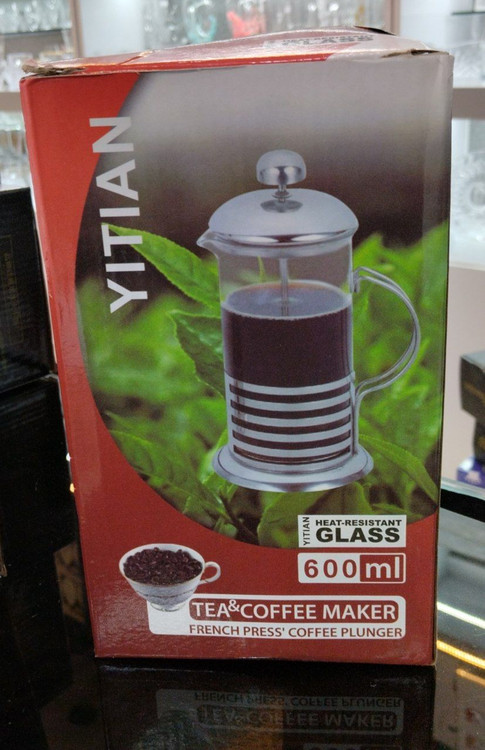 YITIAN
YITIAN
HEAT-RESISTANT
GLASS
600ml
TEA&COFFEE MAKER
FRENCH PRESS' COFFEE PLUNGER